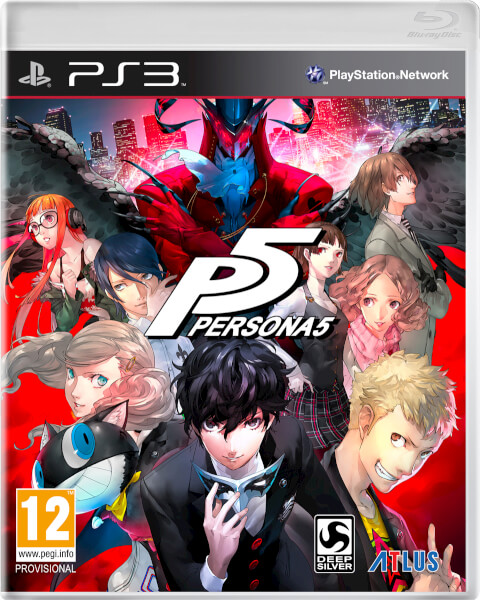 Blu-ray Disc
PS3
PlayStation®Network
P5
PERSONA5
12
www.pegi.info
PROVISIONAL
DEEP
SILVER
ATLUS